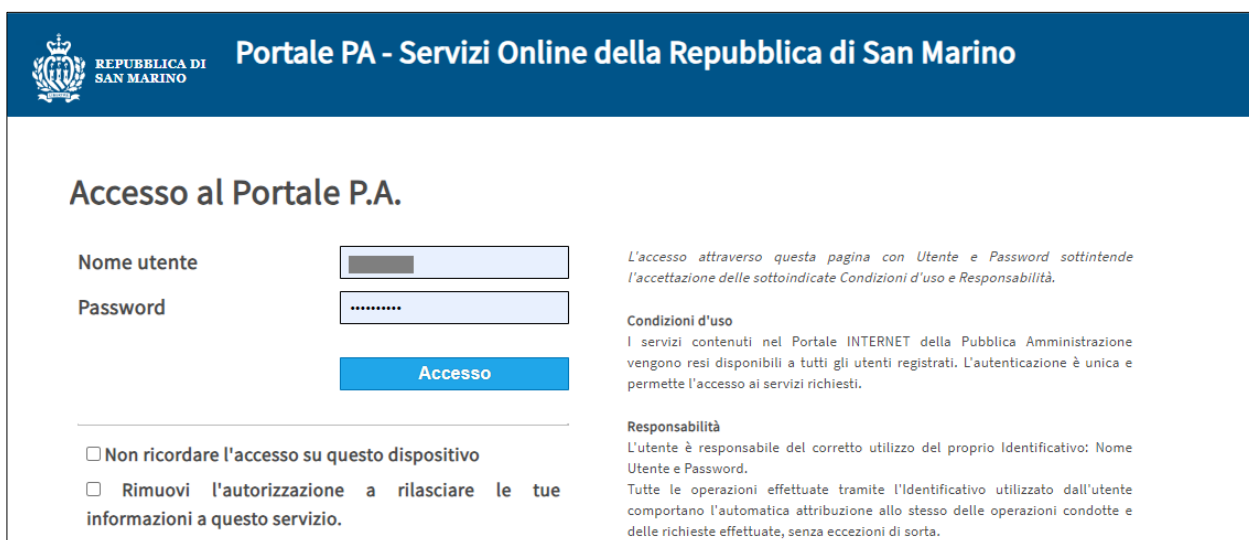 REPUBBLICA DI
SAN MARINO
Portale PA - Servizi Online della Repubblica di San Marino
Accesso al Portale P.A.
Nome utente
Password
..........
Accesso
Non ricordare l'accesso su questo dispositivo
Rimuovi l'autorizzazione a rilasciare le tue
informazioni a questo servizio.
L'accesso attraverso questa pagina con Utente e Password sottintende
l'accettazione delle sottoindicate Condizioni d'uso e Responsabilità.
Condizioni d'uso
I servizi contenuti nel Portale INTERNET della Pubblica Amministrazione
vengono resi disponibili a tutti gli utenti registrati. L'autenticazione è unica e
permette l'accesso ai servizi richiesti.
Responsabilità
L'utente è responsabile del corretto utilizzo del proprio Identificativo: Nome
Utente e Password.
Tutte le operazioni effettuate tramite l'Identificativo utilizzato dall'utente
comportano l'automatica attribuzione allo stesso delle operazioni condotte e
delle richieste effettuate, senza eccezioni di sorta.